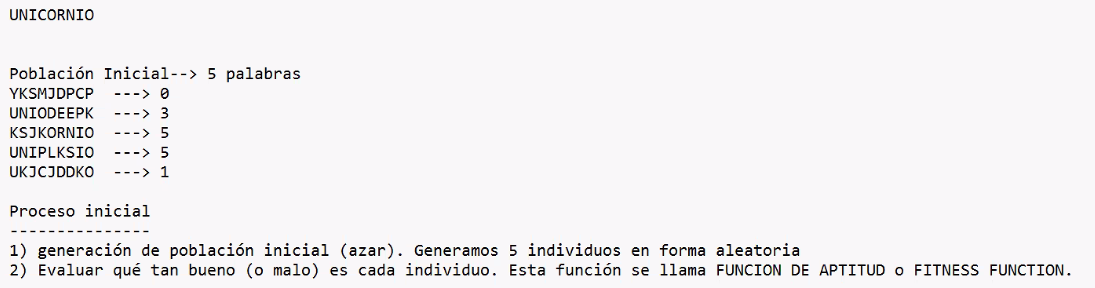 UNICORNIO
Población Inicial--> 5 palabras
YKSMJDPCP ---> 0
UNIODEEPK ---> 3
KSJKORNIO ---> 5
UNIPLKSIO ---> 5
UKJCJDDKO ---> 1
Proceso inicial
---------------
1) generación de población inicial (azar). Generamos 5 individuos en forma aleatoria
2) Evaluar qué tan bueno (o malo) es cada individuo. Esta función se llama FUNCION DE APTITUD o FITNESS FUNCTION.